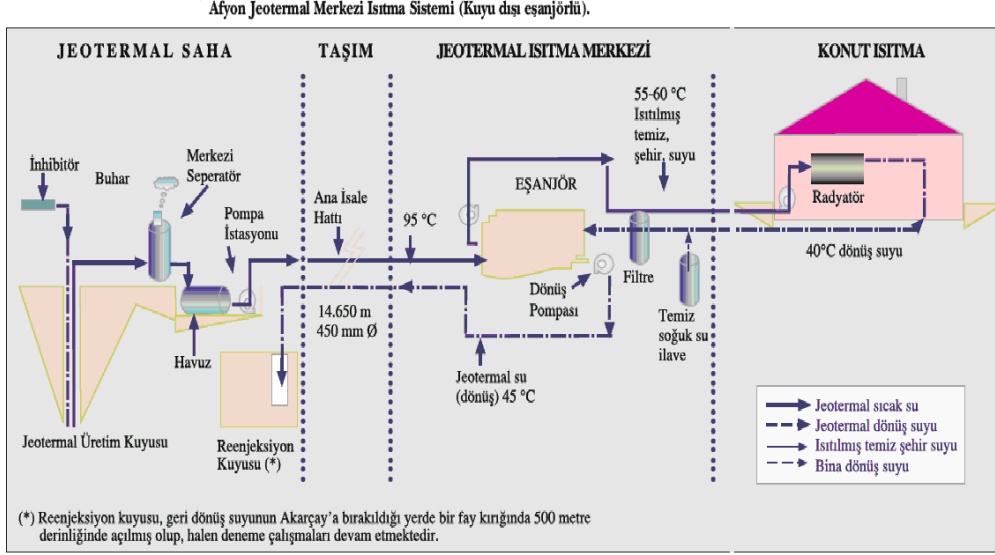 Afyon Jeotermal Merkezi Isıtma Sistemi (Kuyu dışı eşanjörlü).
JEOTERMAL SAHA
TAŞIM
JEOTERMAL ISITMA MERKEZİ
KONUT ISITMA
İnhibitör
Buhar
Merkezi
Seperatör
Pompa
İstasyonu
Havuz
Jeotermal Üretim Kuyusu
Reenjeksiyon
Kuyusu (*)
Ana İsale
Hattı
14.650 m
450 mm Ø
95 °C
EŞANJÖR
55-60 °C
Isıtılmış
temiz,
şehir, suyu
Dönüş
Pompası
Filtre
Temiz
soğuk su
ilave
Jeotermal su
(dönüş) 45 °C
Radyatör
40°C dönüş suyu
Jeotermal sıcak su
Jeotermal dönüş suyu
Isıtılmış temiz şehir suyu
Bina dönüş suyu
(*) Reenjeksiyon kuyusu, geri dönüş suyunun Akarçay'a bırakıldığı yerde bir fay kırığında 500 metre
derinliğinde açılmış olup, halen deneme çalışmaları devam etmektedir.